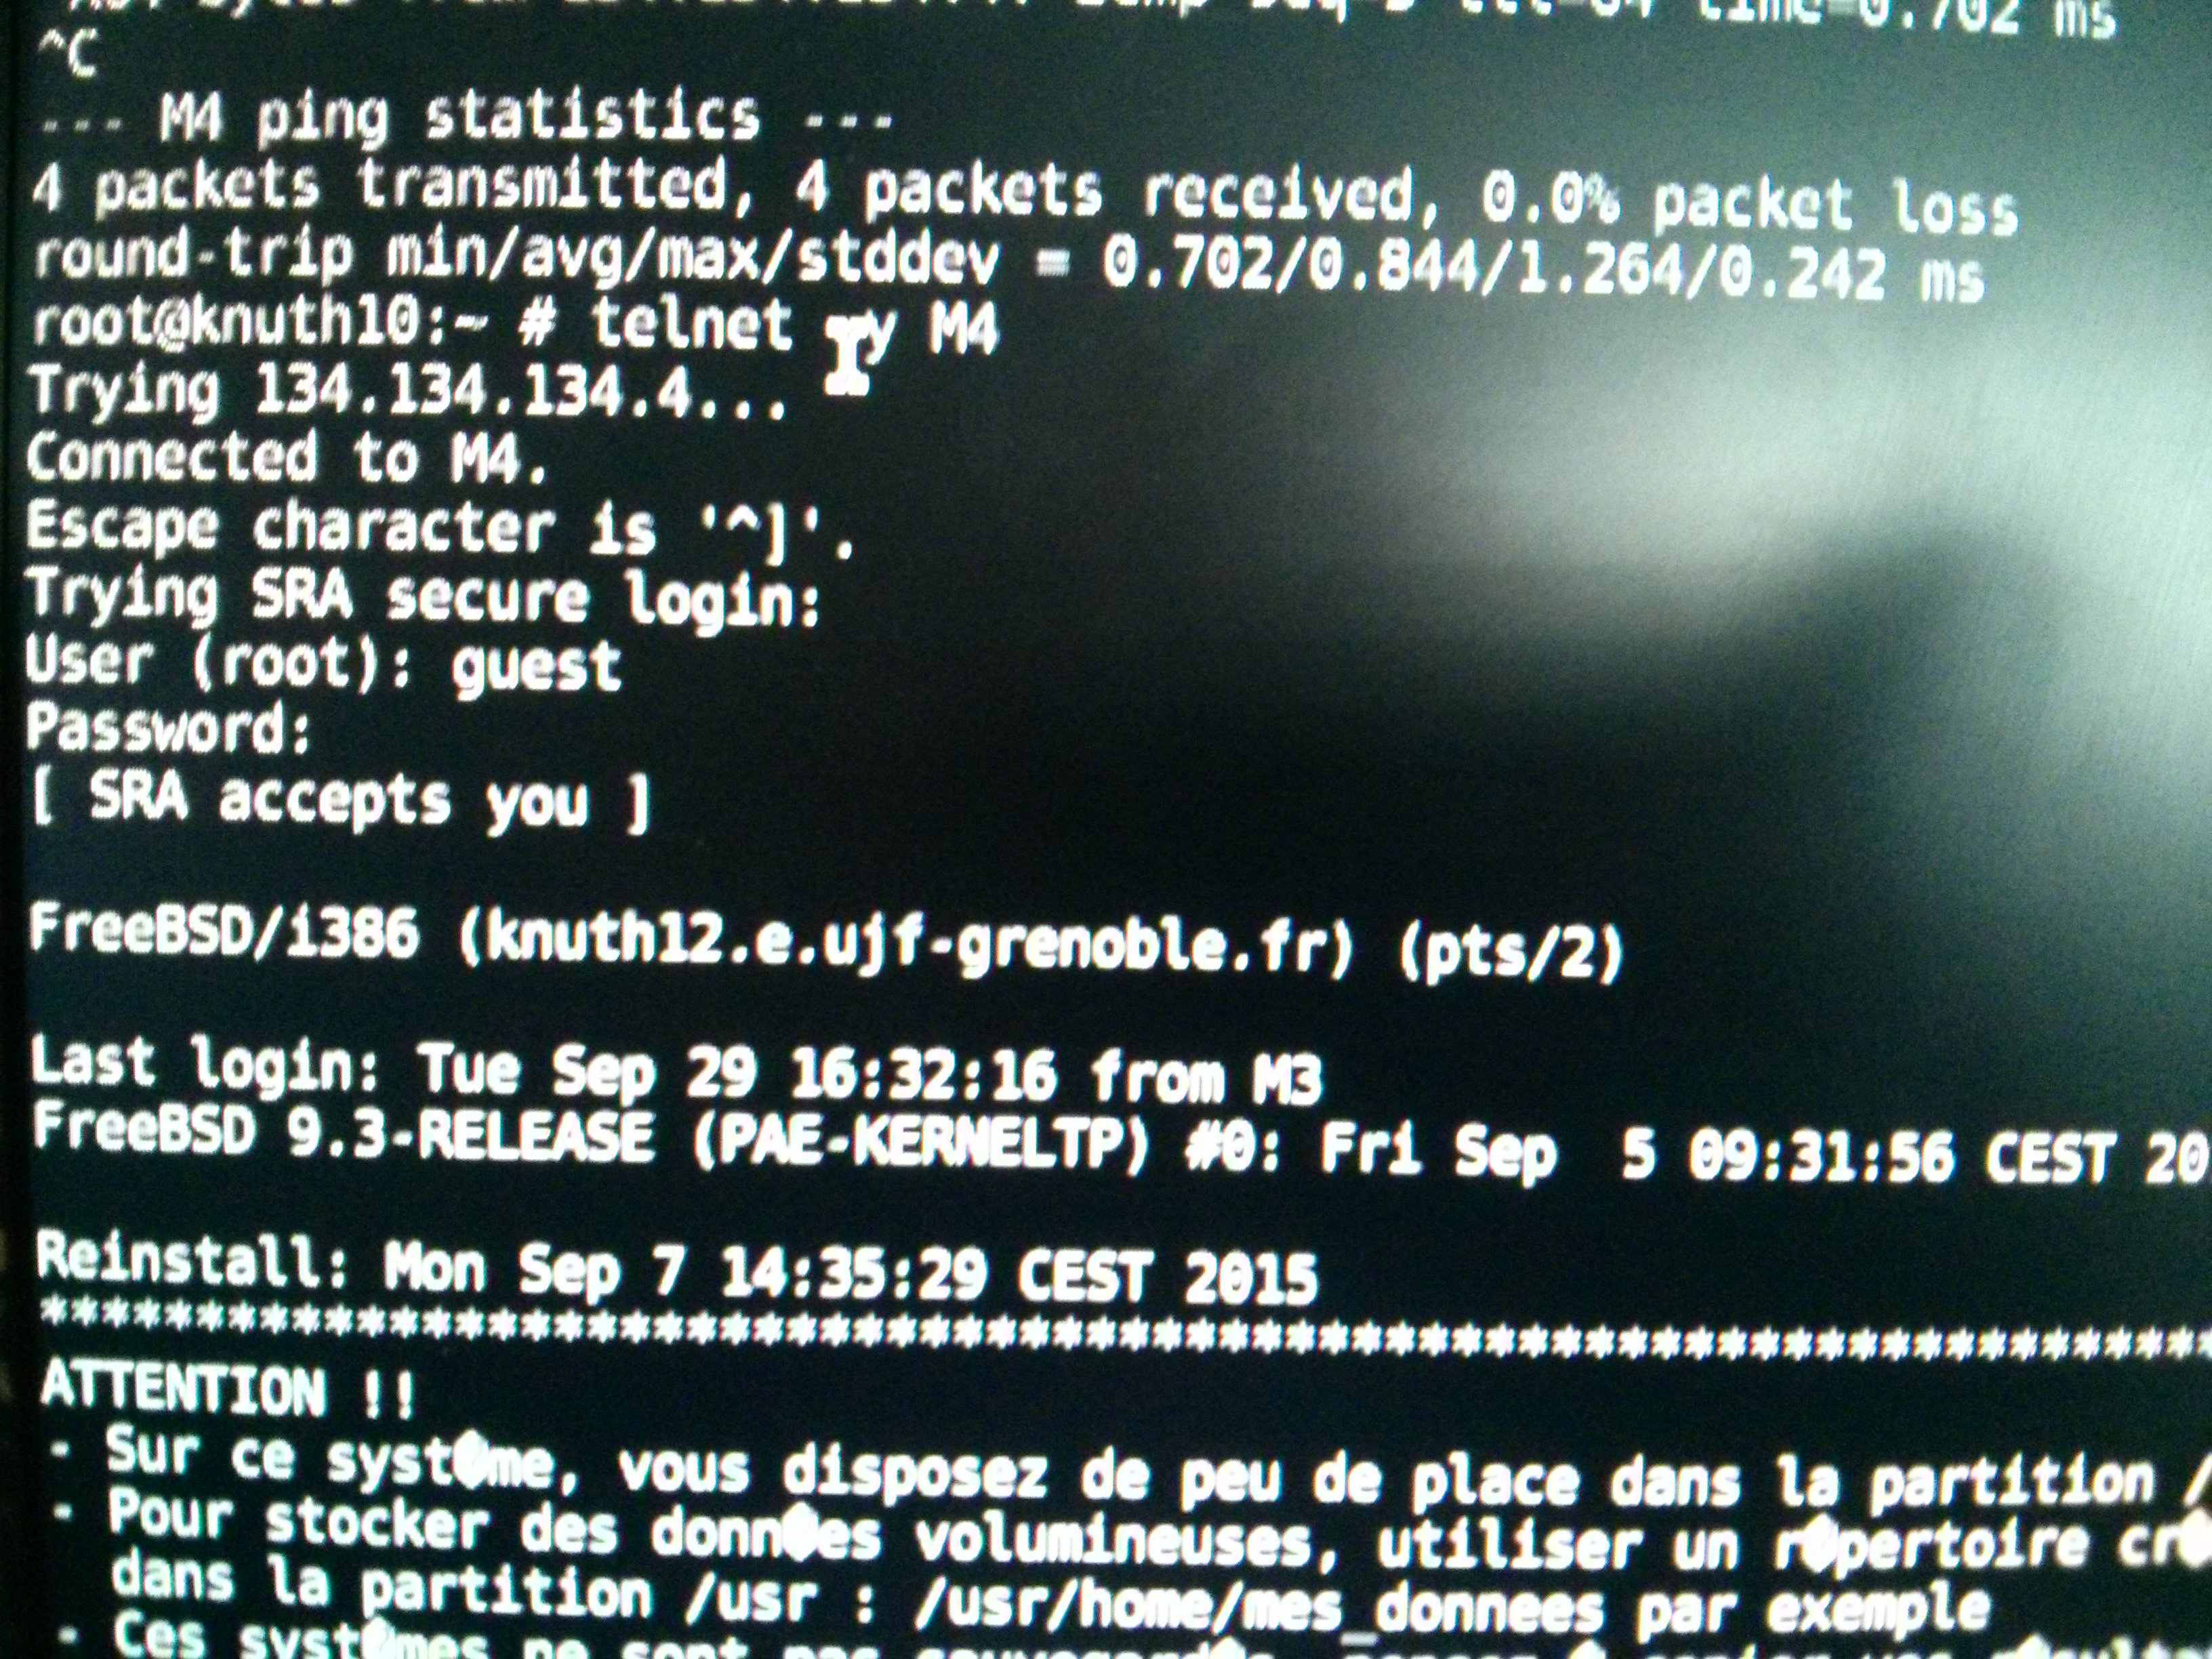 time=0.702 ms
^C
--- M4 ping statistics ---
4 packets transmitted, 4 packets received, 0.0% packet loss
round-trip min/avg/max/stddev = 0.702/0.844/1.264/0.242 ms
root@knuth10:~ # telnet y M4
Trying 134.134.134.4...
Connected to M4.
Escape character is '^]'.
Trying SRA secure login:
User (root): guest
Password:
[ SRA accepts you ]
FreeBSD/i386 (knuth12.e.ujf-grenoble.fr) (pts/2)
Last login: Tue Sep 29 16:32:16 from M3
FreeBSD 9.3-RELEASE (PAE-KERNELTP) #0: Fri Sep  5 09:31:56 CEST 20
Reinstall: Mon Sep 7 14:35:29 CEST 2015
******************************************************************
ATTENTION !!
- Sur ce syst�me, vous disposez de peu de place dans la partition /
- Pour stocker des donn�es volumineuses, utiliser un r�pertoire cr�
dans la partition /usr : /usr/home/mes_donnees par exemple
- Ces syst�mes ne sont pas